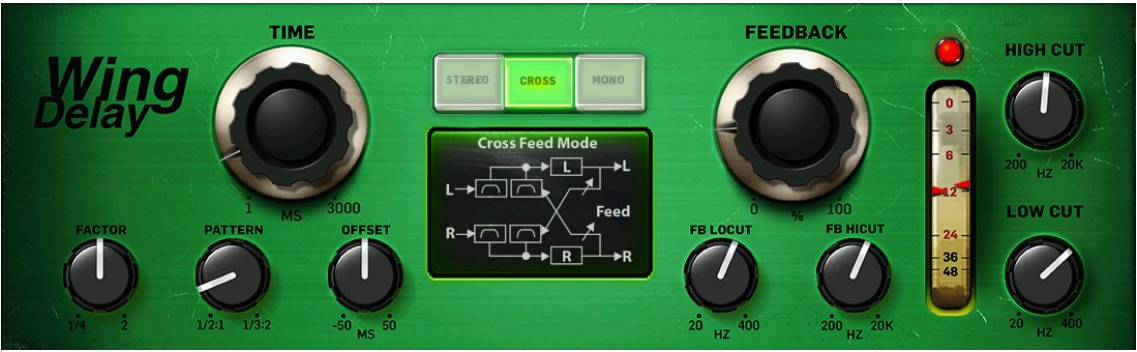 Wing
Delay
TIME
1 3000
MS
FACTOR
1/4 2
PATTERN
1/2:1 1/3:2
OFFSET
-50 50
MS
STEREO CROSS MONO
Cross Feed Mode
L L L
Feed
R R R
FEEDBACK
0 100
%
FB LOCUT
20 400
HZ
FB HICUT
200 20K
HZ
0
3
6
12
24
36
48
HIGH CUT
200 20K
HZ
LOW CUT
20 400
HZ